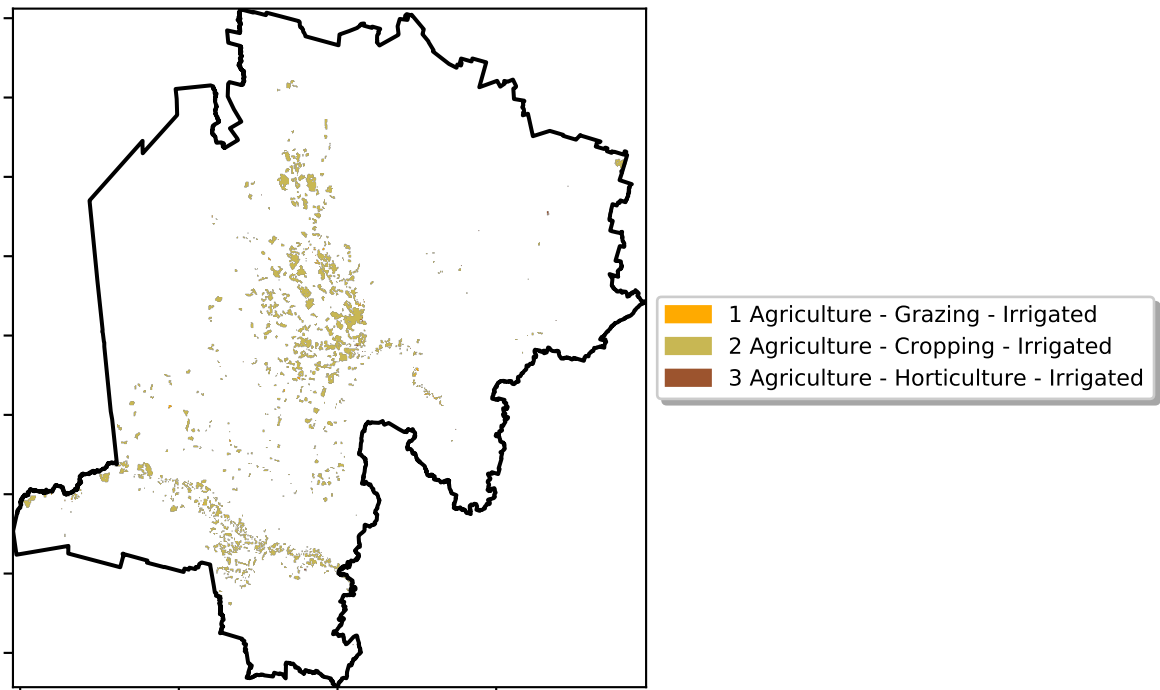 1 Agriculture - Grazing - Irrigated
2 Agriculture - Cropping - Irrigated
3 Agriculture - Horticulture - Irrigated